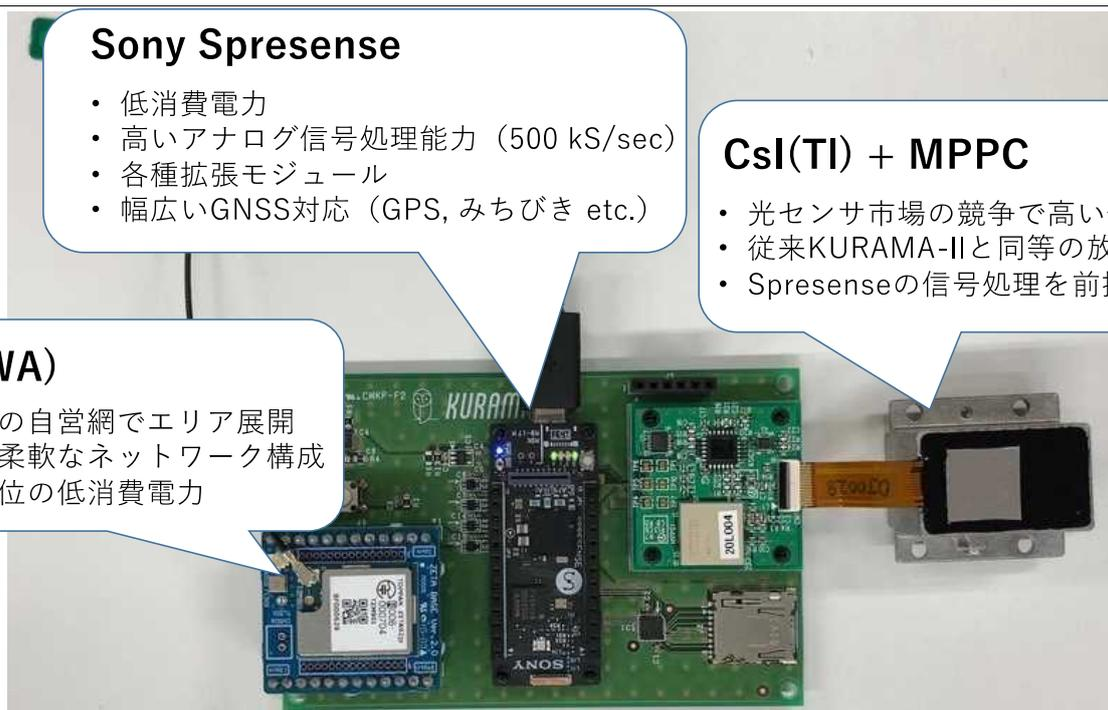 Sony Spresense
• 低消費電力
• 高いアナログ信号処理能力（500 kS/sec）
• 各種拡張モジュール
• 幅広いGNSS対応（GPS, みちびき etc.）
CsI(Tl) + MPPC
• 光センサ市場の競争で高い
• 従来KURAMA-IIと同等の放
• Spresenseの信号処理を前
WA)
の自営網でエリア展開
柔軟なネットワーク構成
位の低消費電力
KURAM
20L004
TOPPAN
ZETA BASE Ver.2.0
SONY